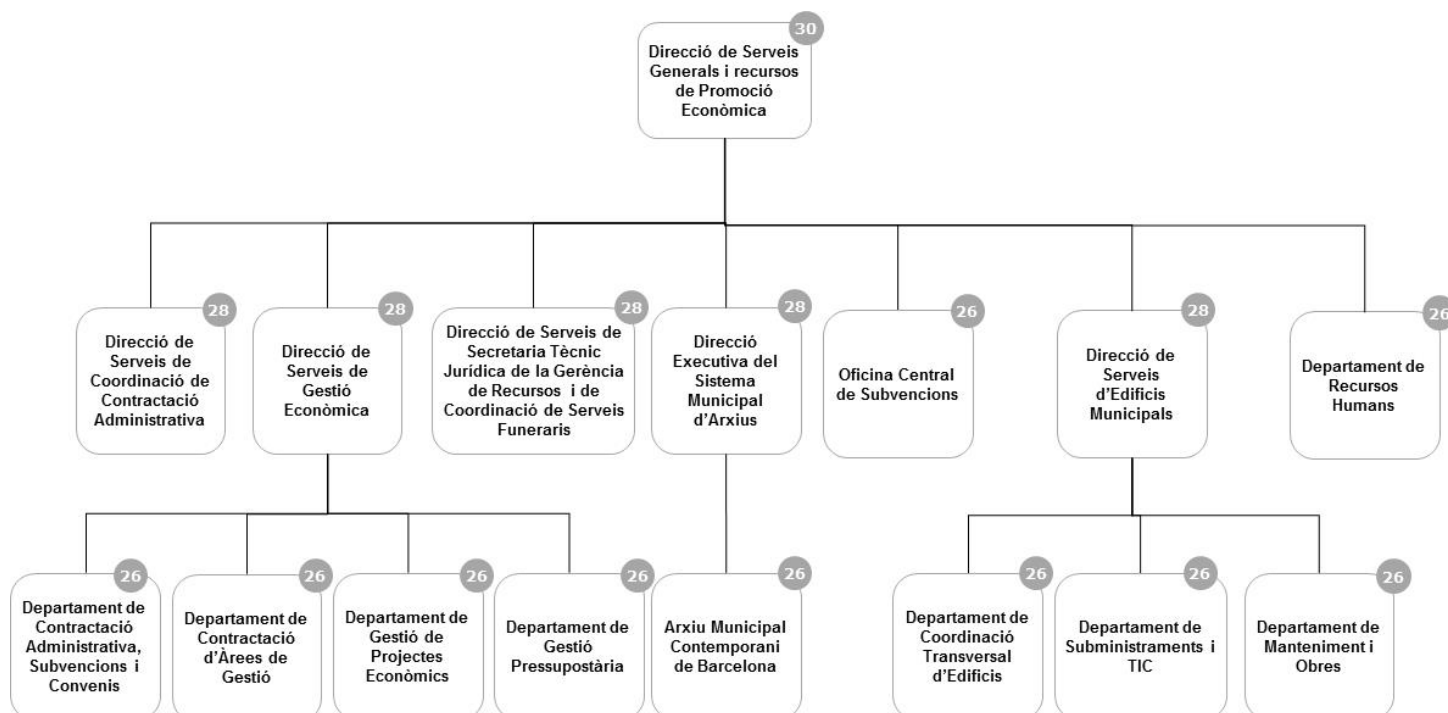 30
Direcció de Serveis
Generals i recursos
de Promoció
Econòmica
28
Direcció de
Serveis de
Coordinació de
Contractació
Administrativa
28
Direcció de
Serveis de
Gestió
Econòmica
28
Direcció de Serveis de
Secretaria Tècnic
Jurídica de la Gerència
de Recursos i de
Coordinació de Serveis
Funeraris
28
Direcció
Executiva del
Sistema
Municipal
d'Arxius
26
Oficina Central
de Subvencions
28
Direcció de
Serveis
d'Edificis
Municipals
26
Departament de
Recursos
Humans
26
Departament de
Contractació
Administrativa,
Subvencions i
Convenis
26
Departament de
Contractació
d'Àrees de
Gestió
26
Departament de
Gestió de
Projectes
Econòmics
26
Departament de
Gestió
Pressupostària
26
Arxiu Municipal
Contemporani
de Barcelona
26
Departament de
Coordinació
Transversal
d'Edificis
26
Departament de
Subministraments i
TIC
26
Departament de
Manteniment i
Obres